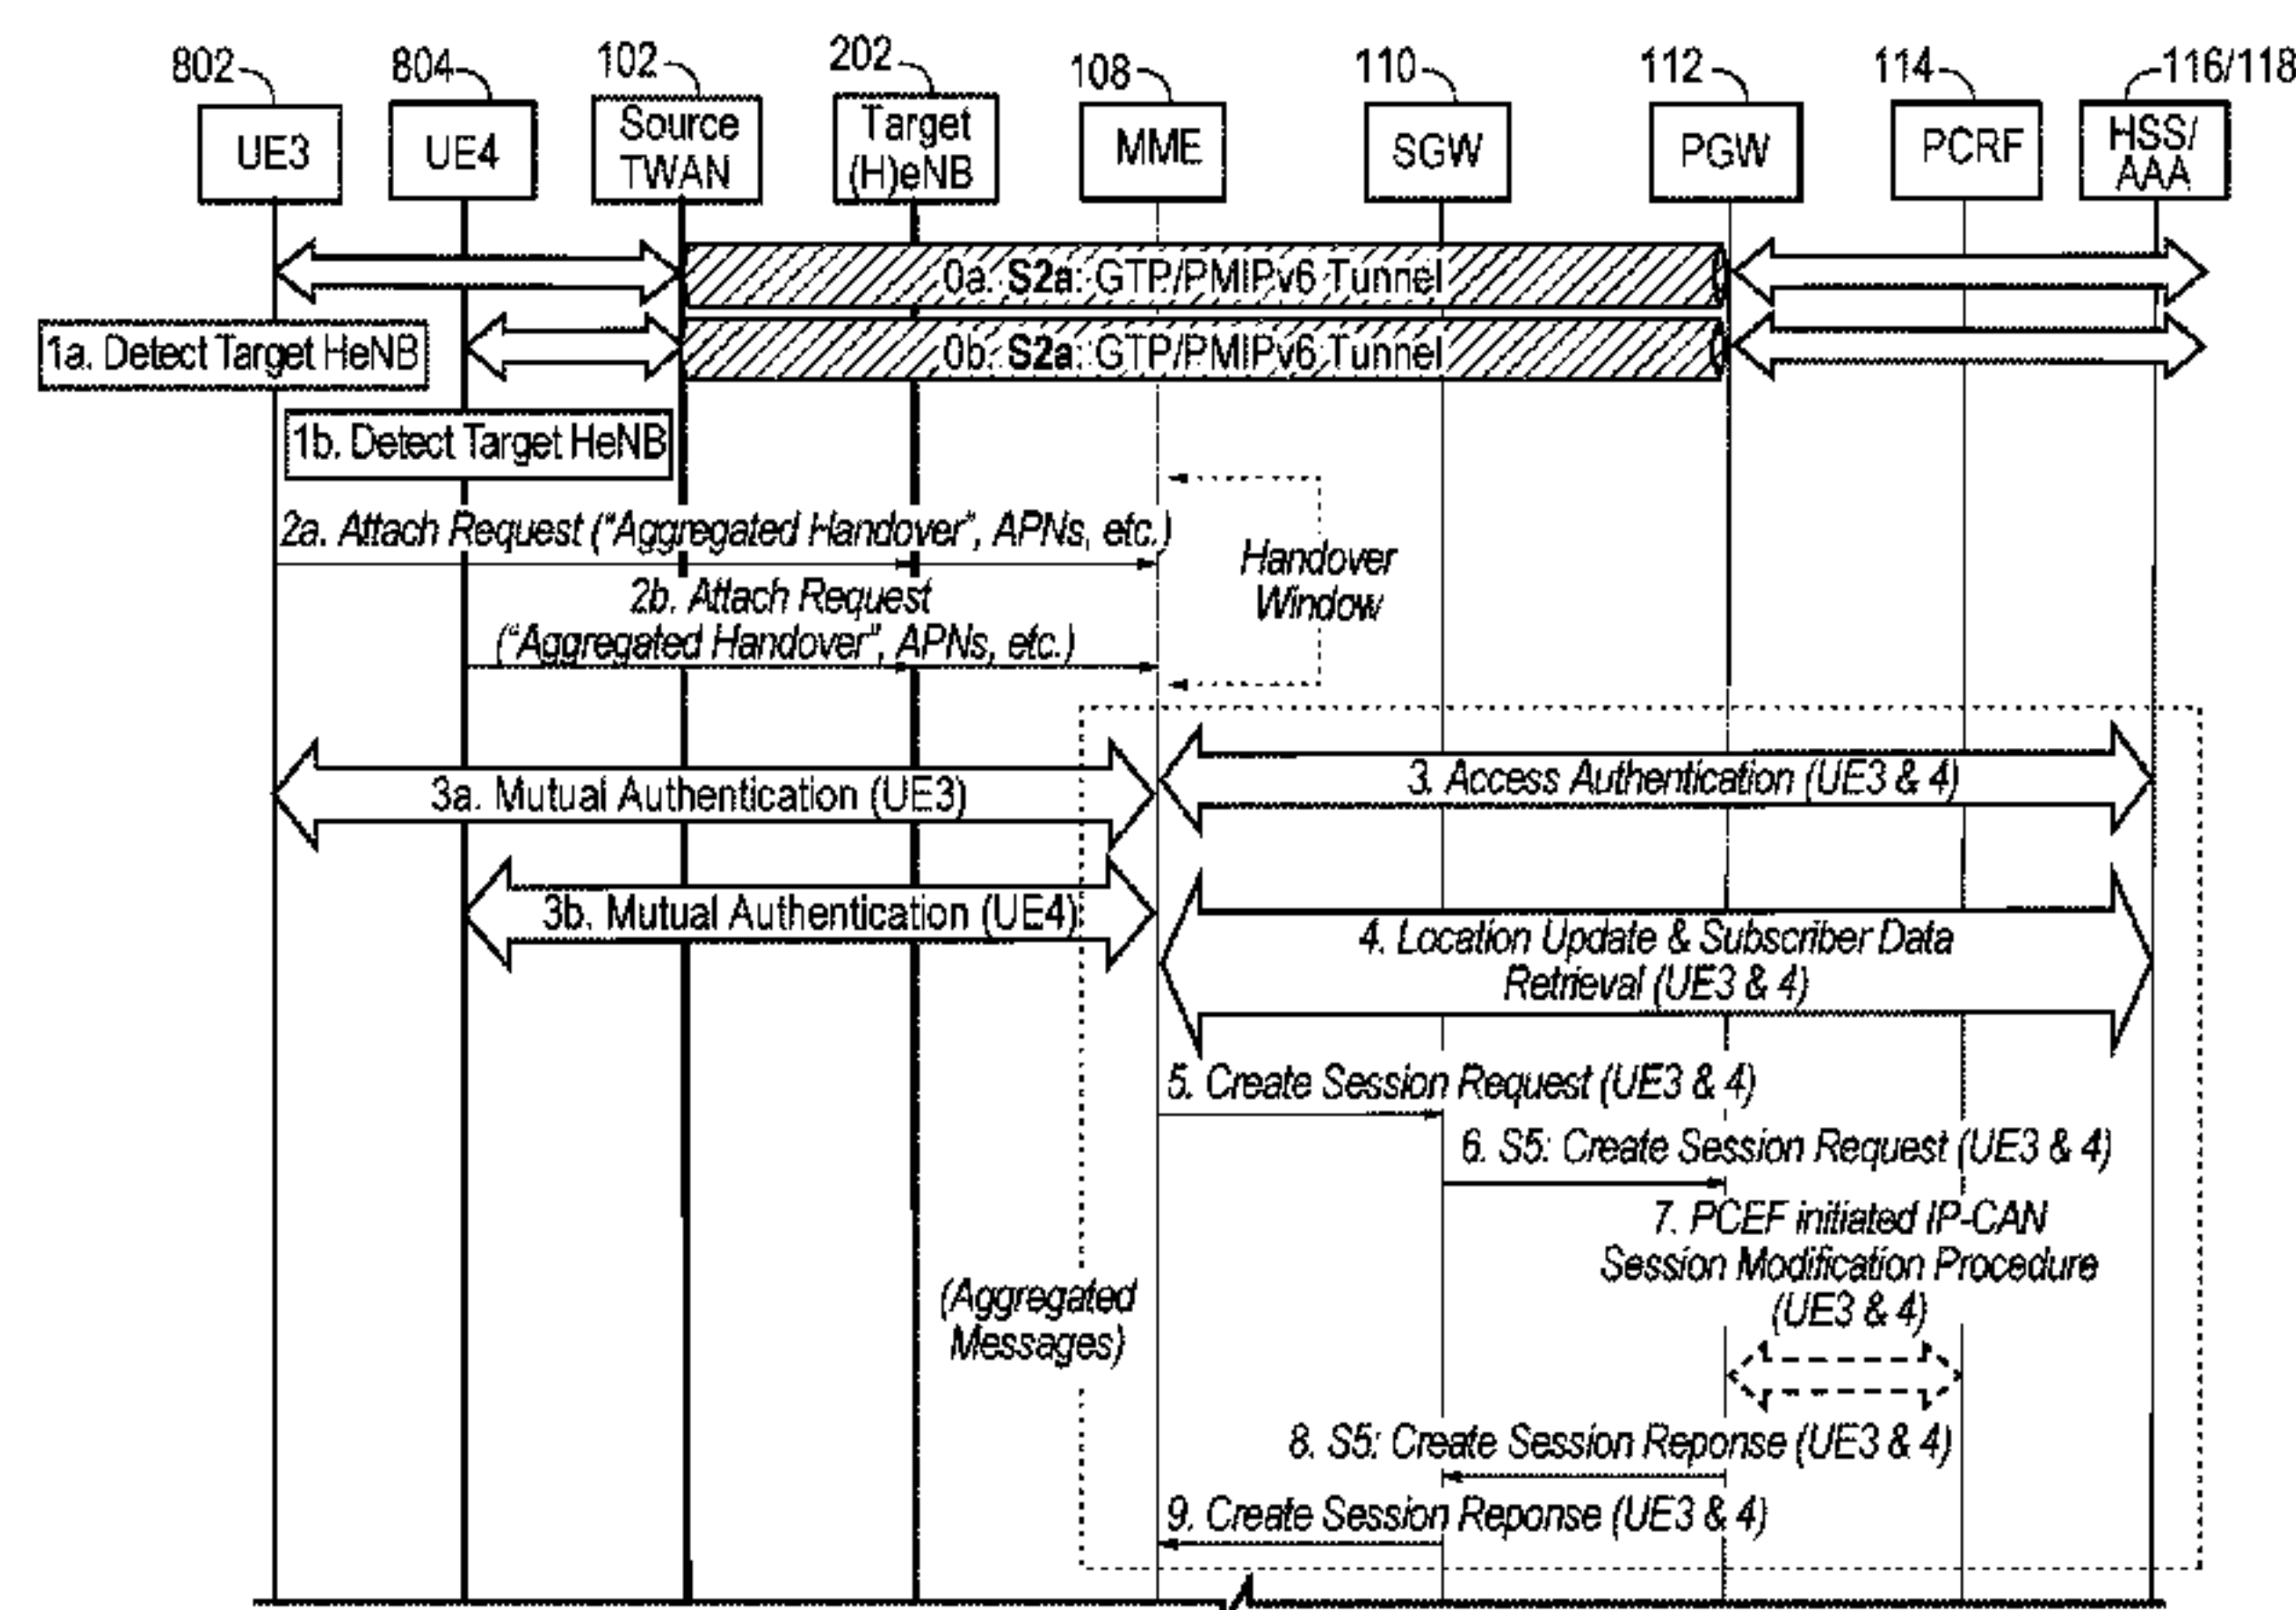 802
804
102
202
108
110
112
114
116/118
UE3
UE4
Source
TWAN
Target
(H)eNB
MME
SGW
PGW
PCRF
HSS/
AAA
0a. S2a: GTP/PMIPv6 Tunnel
1a. Detect Target HeNB
0b. S2a: GTP/PMIPv6 Tunnel
1b. Detect Target HeNB
2a. Attach Request ("Aggregated Handover", APNs, etc.)
Handover
Window
2b. Attach Request
("Aggregated Handover", APNs, etc.)
3a. Mutual Authentication (UE3)
3. Access Authentication (UE3 & 4)
3b. Mutual Authentication (UE4)
4. Location Update & Subscriber Data
Retrieval (UE3 & 4)
5. Create Session Request (UE3 & 4)
6. S5: Create Session Request (UE3 & 4)
7. PCEF initiated IP-CAN
Session Modification Procedure
(UE3 & 4)
(Aggregated
Messages)
8. S5: Create Session Reponse (UE3 & 4)
9. Create Session Reponse (UE3 & 4)